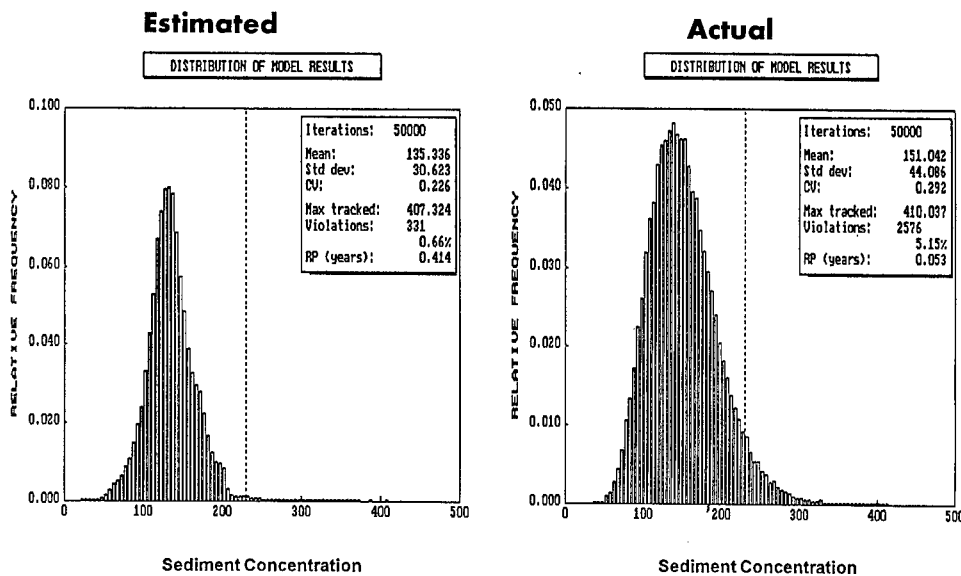 Estimated
DISTRIBUTION OF MODEL RESULTS
0.100
0.080
0.060
0.040
0.020
0.000
RELATIVE FREQUENCY
Iterations: 50000
Mean: 135.336
Std dev: 30.623
CV: 0.226
Max tracked: 407.324
Violations: 331
0.66%
RP (years): 0.414
0 100 200 300 400 500
Sediment Concentration
Actual
DISTRIBUTION OF MODEL RESULTS
0.050
0.040
0.030
0.020
0.010
0.000
RELATIVE FREQUENCY
Iterations: 50000
Mean: 151.042
Std dev: 44.086
CV: 0.292
Max tracked: 410.037
Violations: 2576
5.15%
RP (years): 0.053
0 100 200 300 400 500
Sediment Concentration